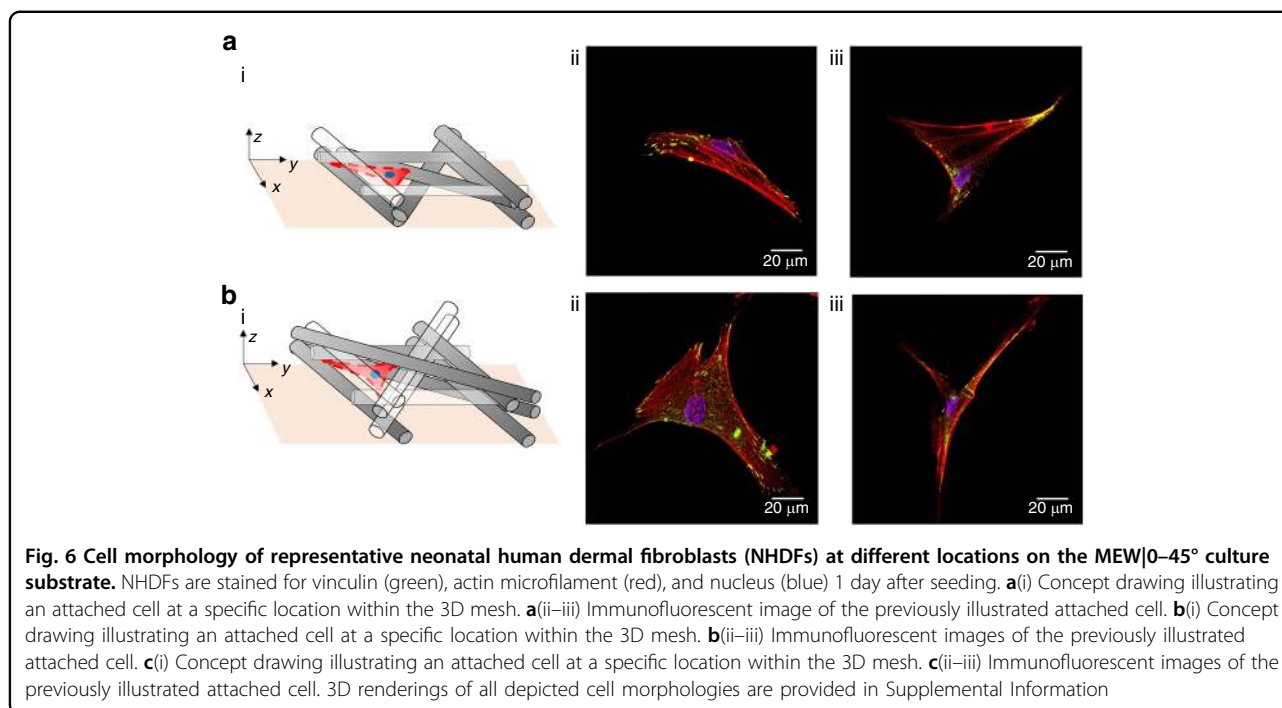 a
i
z
y
x
ii
20 μm
iii
20 μm
b
i
z
y
x
ii
20 μm
iii
20 μm
Fig. 6 Cell morphology of representative neonatal human dermal fibroblasts (NHDFs) at different locations on the MEW|0–45° culture
substrate. NHDFs are stained for vinculin (green), actin microfilament (red), and nucleus (blue) 1 day after seeding. a(i) Concept drawing illustrating
an attached cell at a specific location within the 3D mesh. a(ii–iii) Immunofluorescent image of the previously illustrated attached cell. b(i) Concept
drawing illustrating an attached cell at a specific location within the 3D mesh. b(ii–iii) Immunofluorescent images of the previously illustrated
attached cell. c(i) Concept drawing illustrating an attached cell at a specific location within the 3D mesh. c(ii–iii) Immunofluorescent images of the
previously illustrated attached cell. 3D renderings of all depicted cell morphologies are provided in Supplemental Information